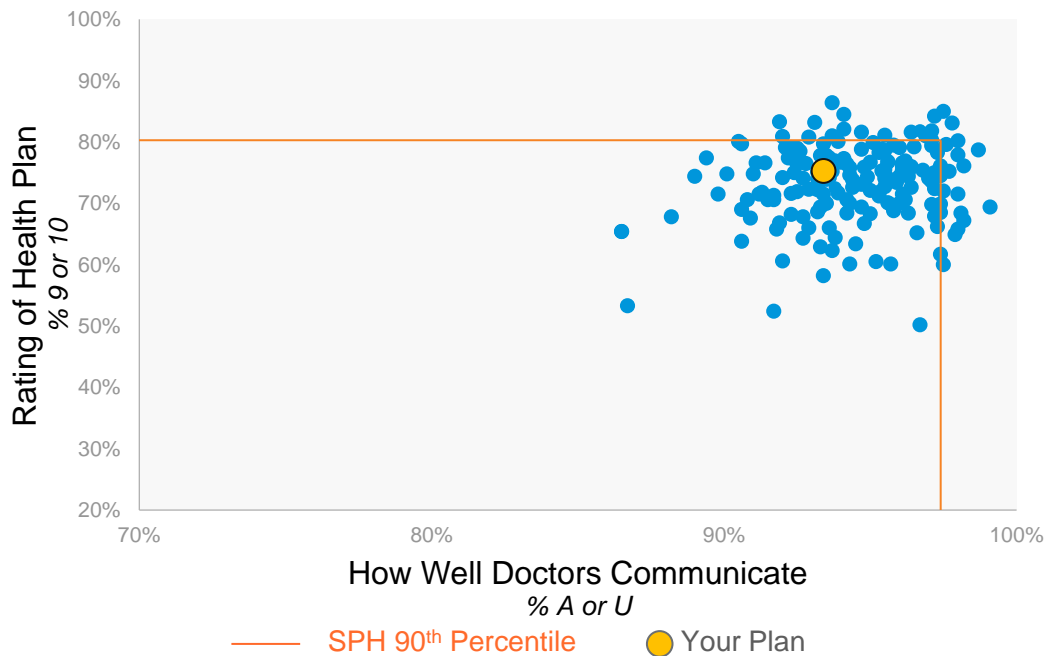 100%
90%
80%
70%
60%
50%
40%
30%
20%
Rating of Health Plan
% 9 or 10
70%
80%
90%
100%
How Well Doctors Communicate
% A or U
SPH 90th Percentile
Your Plan